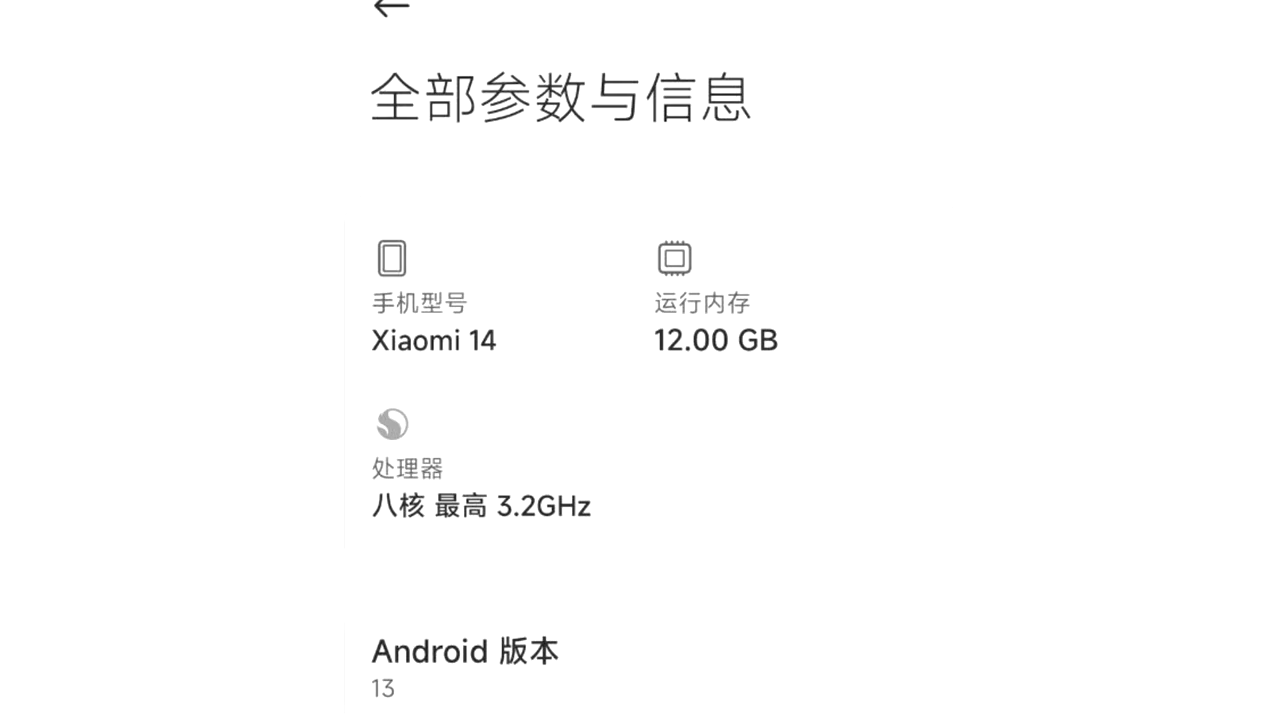 全部参数与信息
手机型号
Xiaomi 14
运行内存
12.00 GB
处理器
八核 最高 3.2GHz
Android 版本
13